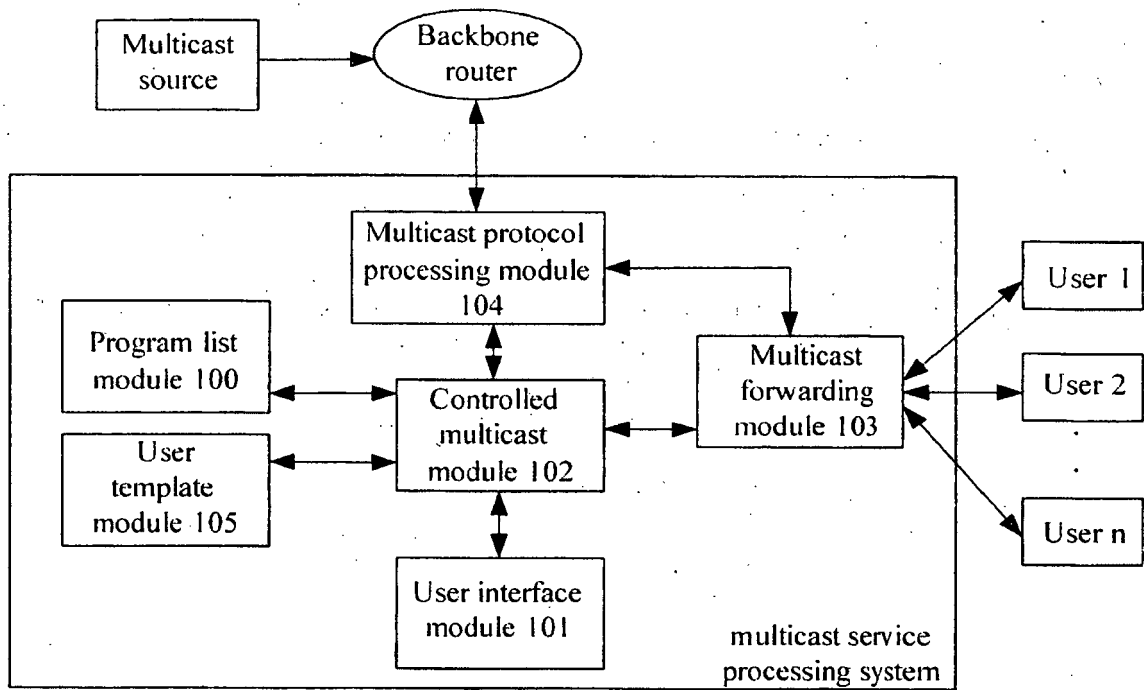 Multicast
source
Backbone
router
Multicast protocol
processing module
104
Program list
module 100
Controlled
multicast
module 102
Multicast
forwarding
module 103
User
template
module 105
User interface
module 101
User 1
User 2
User n
multicast service
processing system